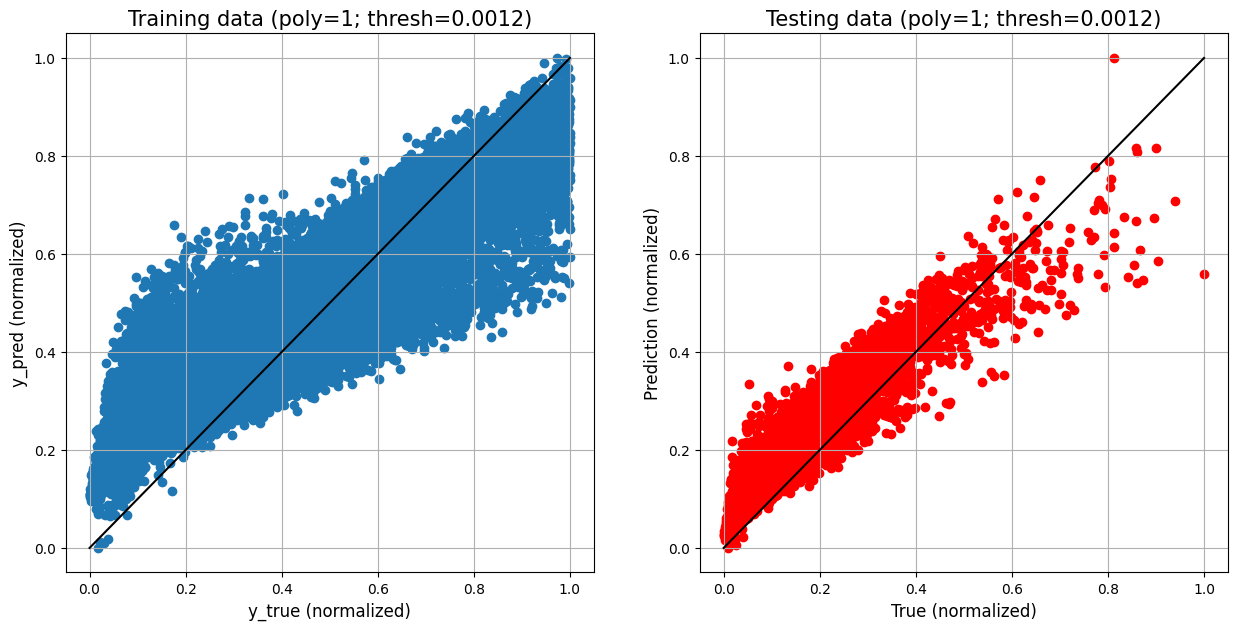 Training data (poly=1; thresh=0.0012)
1.0
0.8
0.6
0.4
0.2
0.0
y_pred (normalized)
0.0 0.2 0.4 0.6 0.8 1.0
y_true (normalized)
Testing data (poly=1; thresh=0.0012)
1.0
0.8
0.6
0.4
0.2
0.0
Prediction (normalized)
0.0 0.2 0.4 0.6 0.8 1.0
True (normalized)